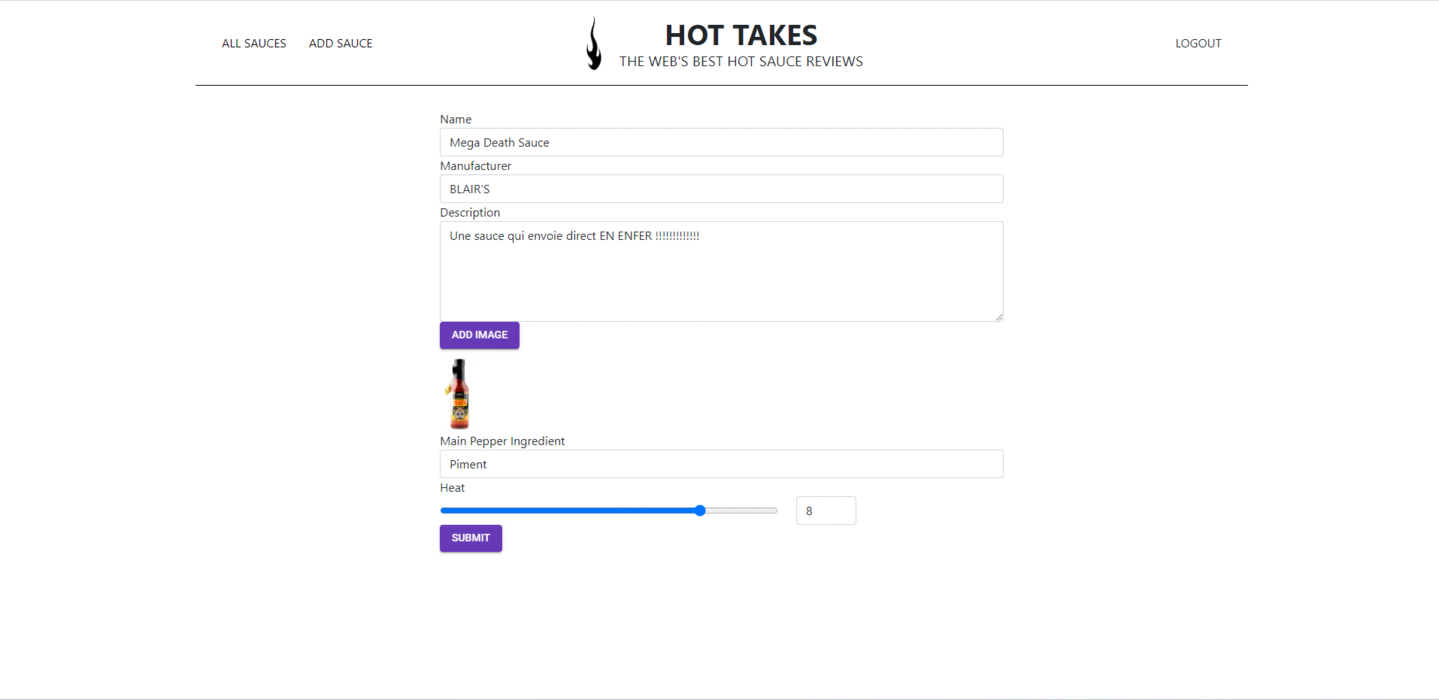 ALL SAUCES
ADD SAUCE
HOT TAKES
THE WEB'S BEST HOT SAUCE REVIEWS
LOGOUT
Name
Mega Death Sauce
Manufacturer
BLAIR'S
Description
Une sauce qui envoie direct EN ENFER !!!!!!!!!!!!!
ADD IMAGE
Main Pepper Ingredient
Piment
Heat
8
SUBMIT